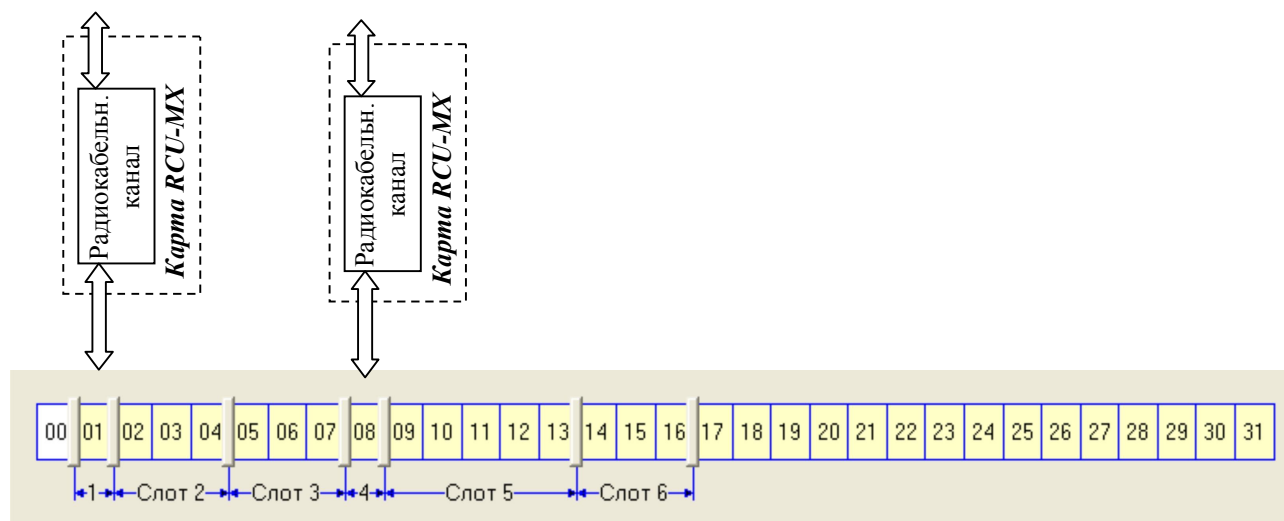 Радиокабельн.
канал
Карта RCU-MX
Радиокабельн.
канал
Карта RCU-MX
00 01 02 03 04 05 06 07 08 09 10 11 12 13 14 15 16 17 18 19 20 21 22 23 24 25 26 27 28 29 30 31
1 Слот 2 Слот 3 4 Слот 5 Слот 6